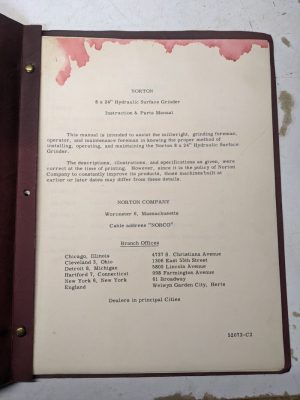 NORTON
8 x 24" Hydraulic Surface Grinder
Instruction & Parts Manual
This manual is intended to assist the millwright, grinding foreman,
operator, and maintenance foreman in knowing the proper method of
installing, operating, and maintaining the Norton 8 x 24" Hydraulic Surface
Grinder.
The descriptions, illustrations, and specifications as given, were
correct at the time of printing. However, since it is the policy of Norton
Company to constantly improve its products, those machines built at
earlier or later dates may differ from these details.
NORTON COMPANY
Worcester 6, Massachusetts
Cable address "NORCO"
Branch Offices
Chicago, Illinois 4737 S. Christiana Avenue
Cleveland 3, Ohio 1306 East 55th Street
Detroit 8, Michigan 5805 Lincoln Avenue
Hartford 7, Connecticut 998 Farmington Avenue
New York 6, New York 61 Broadway
England Welwyn Garden City, Herts
Dealers in principal Cities
52073-C2